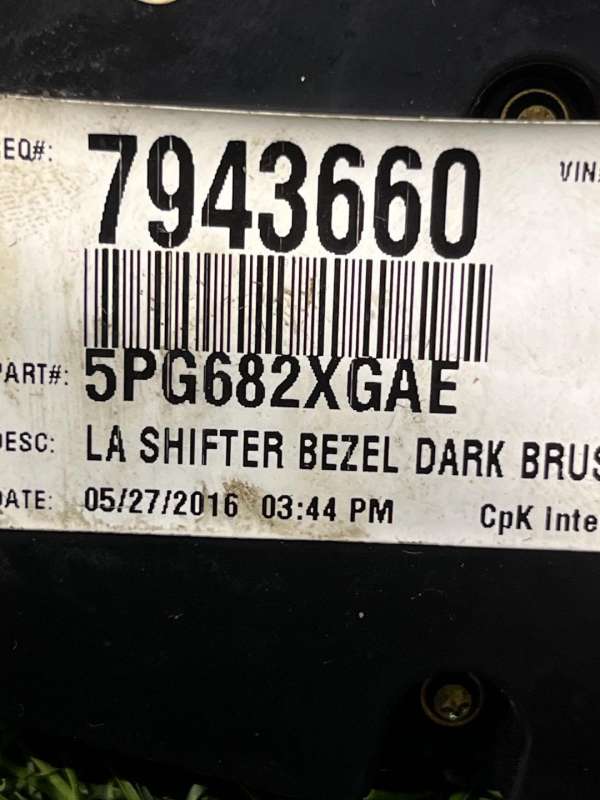 EQ#: 7943660 VIN
PART#: 5PG682XGAE
DESC: LA SHIFTER BEZEL DARK BRUS
DATE: 05/27/2016 03:44 PM CpK Inte